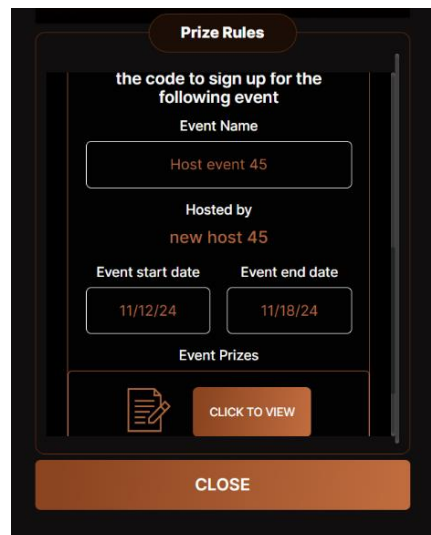 Prize Rules
the code to sign up for the
following event
Event Name
Host event 45
Hosted by
new host 45
Event start date Event end date
11/12/24 11/18/24
Event Prizes
CLICK TO VIEW
CLOSE